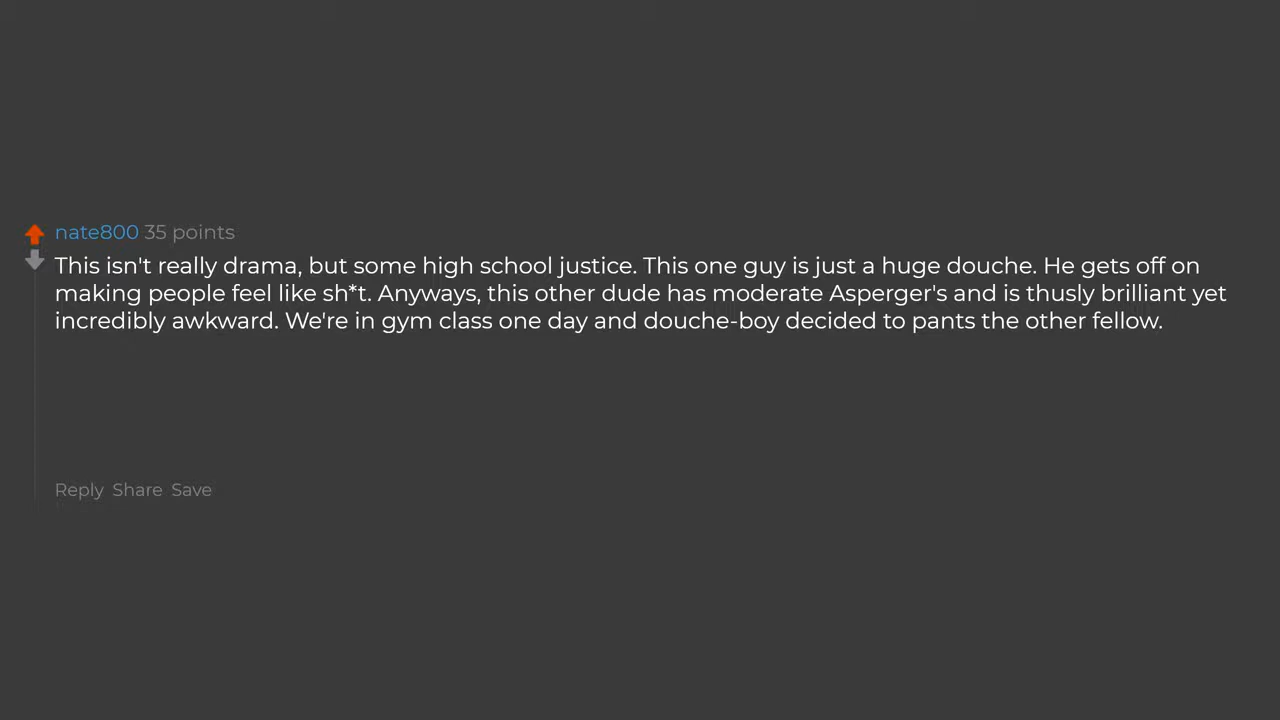 nate800 35 points
This isn't really drama, but some high school justice. This one guy is just a huge douche. He gets off on
making people feel like sh*t. Anyways, this other dude has moderate Asperger's and is thusly brilliant yet
incredibly awkward. We're in gym class one day and douche-boy decided to pants the other fellow.
Reply Share Save